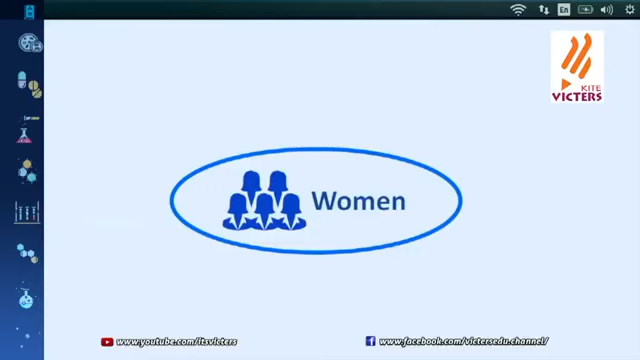 En
KITE
VICTERS
Women
www.youtube.com/itsvicters
www.facebook.com/victersedu.channel/